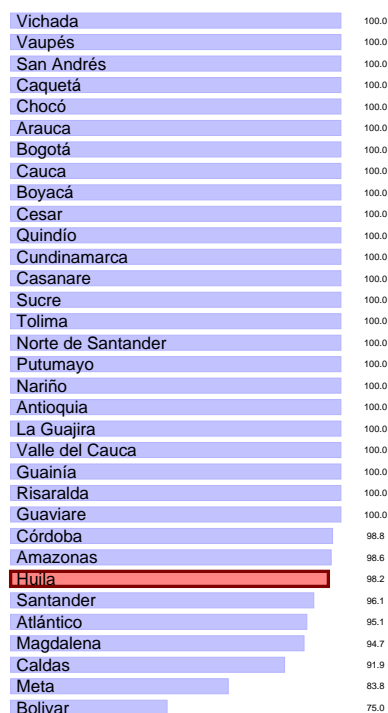 Vichada 100.0
Vaupés 100.0
San Andrés 100.0
Caquetá 100.0
Chocó 100.0
Arauca 100.0
Bogotá 100.0
Cauca 100.0
Boyacá 100.0
Cesar 100.0
Quindío 100.0
Cundinamarca 100.0
Casanare 100.0
Sucre 100.0
Tolima 100.0
Norte de Santander 100.0
Putumayo 100.0
Nariño 100.0
Antioquia 100.0
La Guajira 100.0
Valle del Cauca 100.0
Guainía 100.0
Risaralda 100.0
Guaviare 100.0
Córdoba 98.8
Amazonas 98.6
Huila 98.2
Santander 96.1
Atlántico 95.1
Magdalena 94.7
Caldas 91.9
Meta 83.8
Bolivar 75.0